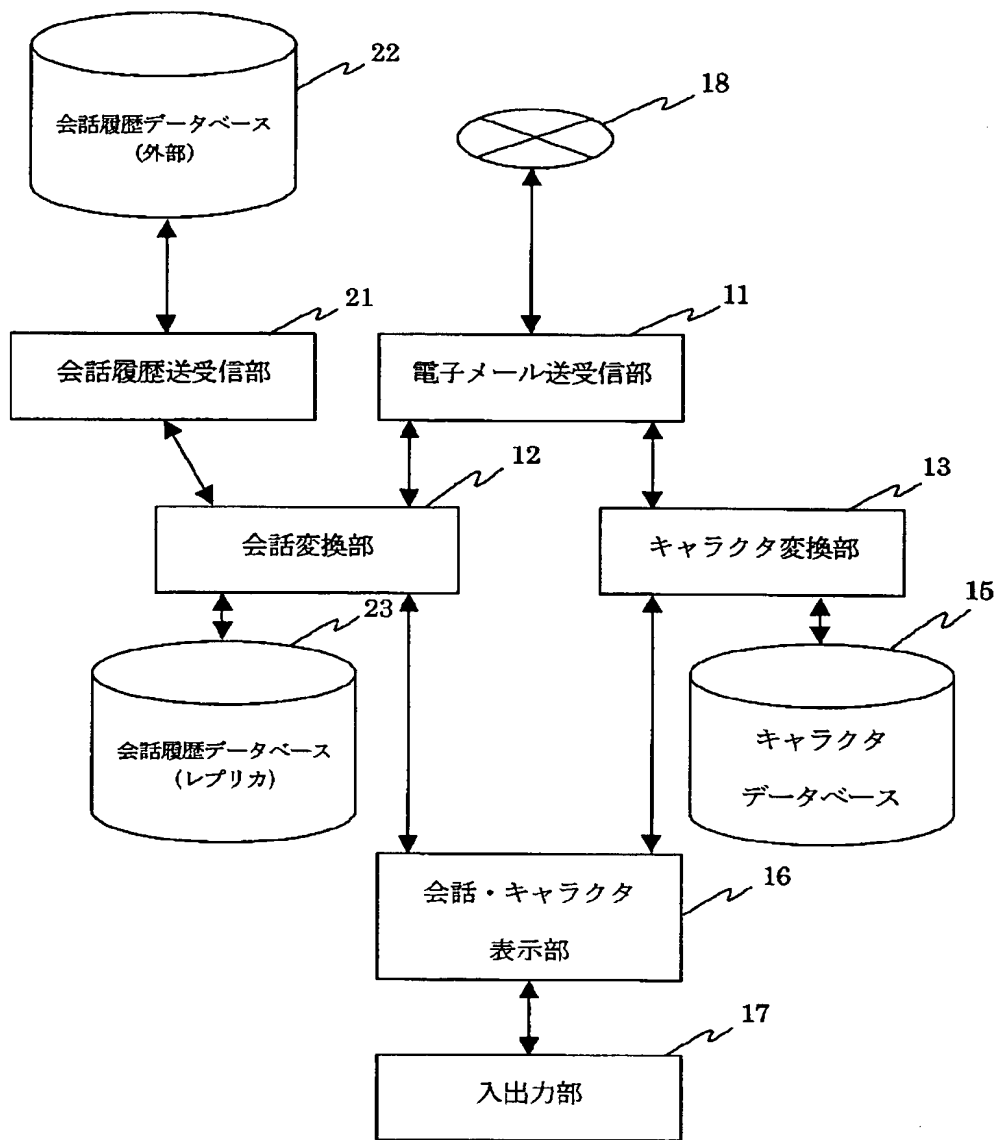 22
会話履歴データベース
(外部)
18
21
会話履歴送受信部
11
電子メール送受信部
12
会話変換部
13
キャラクタ変換部
23
会話履歴データベース
(レプリカ)
15
キャラクタ
データベース
会話・キャラクタ
表示部
16
17
入出力部